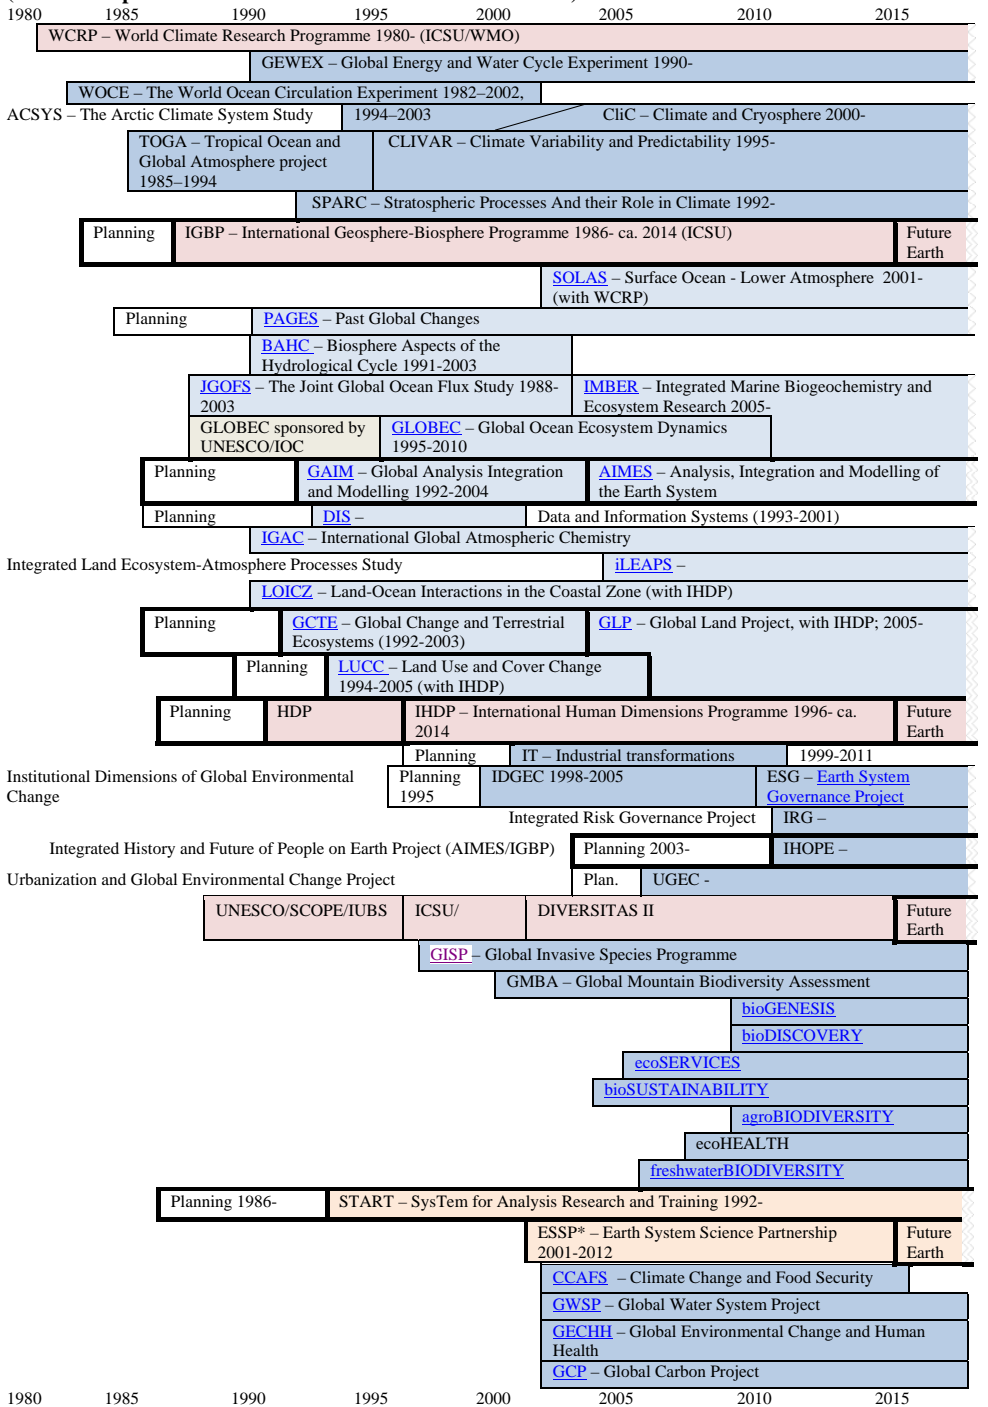 1980 1985 1990 1995 2000 2005 2010 2015
WCRP – World Climate Research Programme 1980- (ICSU/WMO)
GEWEX – Global Energy and Water Cycle Experiment 1990-
WOCE – The World Ocean Circulation Experiment 1982–2002,
ACSYS – The Arctic Climate System Study 1994–2003 CliC – Climate and Cryosphere 2000-
TOGA – Tropical Ocean and
Global Atmosphere project
1985–1994
CLIVAR – Climate Variability and Predictability 1995-
SPARC – Stratospheric Processes And their Role in Climate 1992-
Planning IGBP – International Geosphere-Biosphere Programme 1986- ca. 2014 (ICSU) Future
Earth
SOLAS – Surface Ocean - Lower Atmosphere 2001-
(with WCRP)
Planning PAGES – Past Global Changes
BAHC – Biosphere Aspects of the
Hydrological Cycle 1991-2003
JGOFS – The Joint Global Ocean Flux Study 1988-
2003
IMBER – Integrated Marine Biogeochemistry and
Ecosystem Research 2005-
GLOBEC sponsored by
UNESCO/IOC
GLOBEC – Global Ocean Ecosystem Dynamics
1995-2010
Planning
GAIM – Global Analysis Integration
and Modelling 1992-2004
AIMES – Analysis, Integration and Modelling of
the Earth System
Planning DIS – Data and Information Systems (1993-2001)
IGAC – International Global Atmospheric Chemistry
Integrated Land Ecosystem-Atmosphere Processes Study iLEAPS –
LOICZ – Land-Ocean Interactions in the Coastal Zone (with IHDP)
Planning
GCTE – Global Change and Terrestrial
Ecosystems (1992-2003)
GLP – Global Land Project, with IHDP; 2005-
Planning
LUCC – Land Use and Cover Change
1994-2005 (with IHDP)
Planning HDP
IHDP – International Human Dimensions Programme 1996- ca.
2014
Future
Earth
Planning IT – Industrial transformations 1999-2011
Institutional Dimensions of Global Environmental
Change
Planning
1995
IDGEC 1998-2005
ESG – Earth System
Governance Project
Integrated Risk Governance Project IRG –
Integrated History and Future of People on Earth Project (AIMES/IGBP) Planning 2003- IHOPE –
Urbanization and Global Environmental Change Project Plan. UGEC -
UNESCO/SCOPE/IUBS ICSU/ DIVERSITAS II Future
Earth
GISP – Global Invasive Species Programme
GMBA – Global Mountain Biodiversity Assessment
bioGENESIS
bioDISCOVERY
ecoSERVICES
bioSUSTAINABILITY
agroBIODIVERSITY
ecoHEALTH
freshwaterBIODIVERSITY
Planning 1986- START – SysTem for Analysis Research and Training 1992-
ESSP* – Earth System Science Partnership
2001-2012
Future
Earth
CCAFS – Climate Change and Food Security
GWSP – Global Water System Project
GECHH – Global Environmental Change and Human
Health
GCP – Global Carbon Project
1980 1985 1990 1995 2000 2005 2010 2015